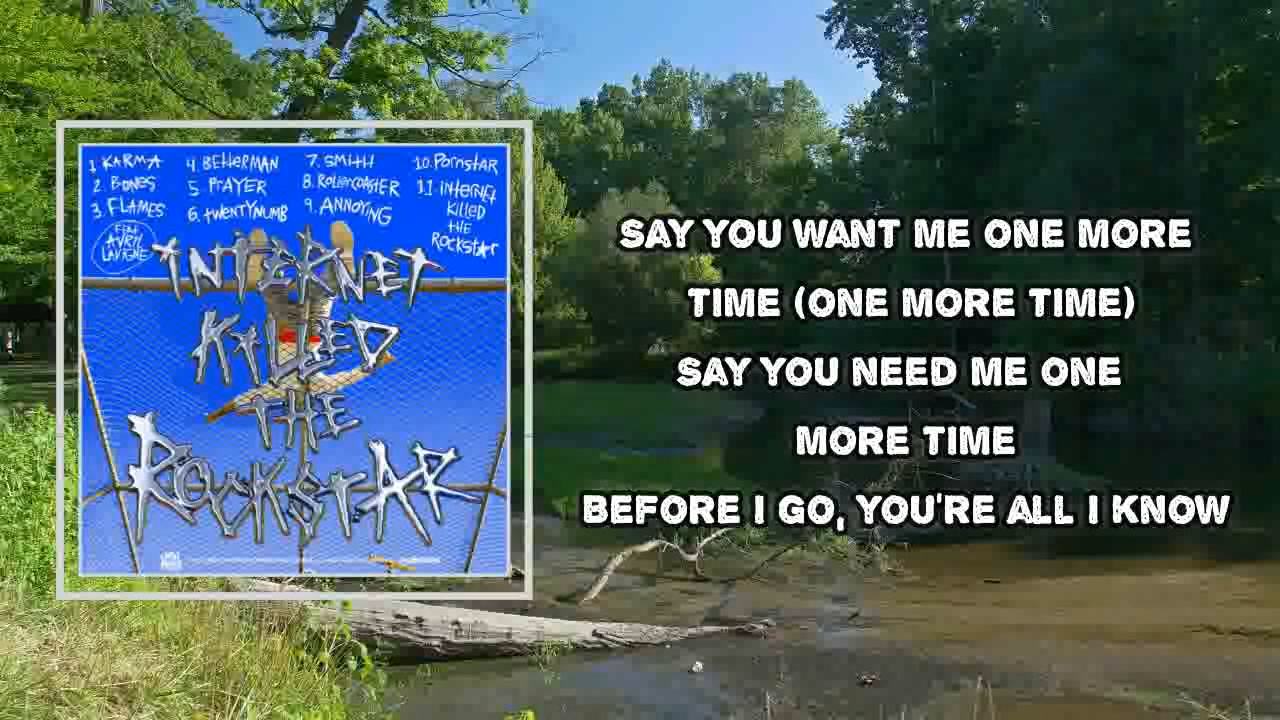 1. KARMA
2. BONES
3. FLAMES
FEAT. AVRIL LAVIGNE
4. BETTERMAN
5. PRAYER
6. TWENTYNUMB
7. SMITH
8. ROLLERCOASTER
9. ANNOYING
10. PORNSTAR
11. INTERNET
KILLED
THE
ROCKSTAR
INTERNET
KILLED
THE
ROCKSTAR
SAY YOU WANT ME ONE MORE
TIME (ONE MORE TIME)
SAY YOU NEED ME ONE
MORE TIME
BEFORE I GO, YOU'RE ALL I KNOW